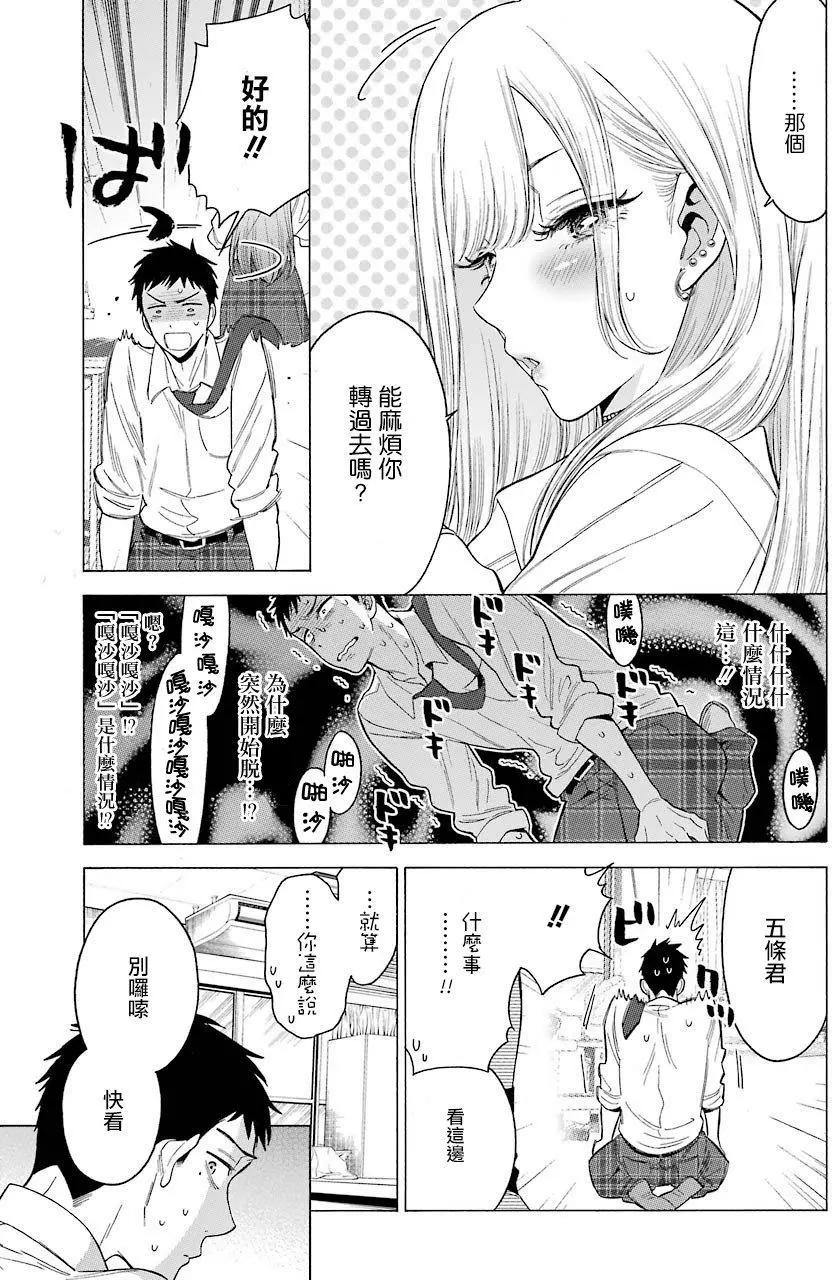 ……那個
能麻煩你
轉過去嗎？
好的!!
ばっ
什什什什
什麼情況
這…!!
噗嘰
噗嘰
ドキ
ドキ
ドキ
ドキ
為什麼
突然開始脫…!?
啪沙
啪沙
嘎沙嘎沙
嘎沙嘎沙嘎沙
嗯？
「嘎沙嘎沙」!?
「嘎沙嘎沙」是什麼情況!?
五條君
ビクッ
!!
什麼事
………!!
看這邊
…就算
……你這麼說
別囉嗦
快看